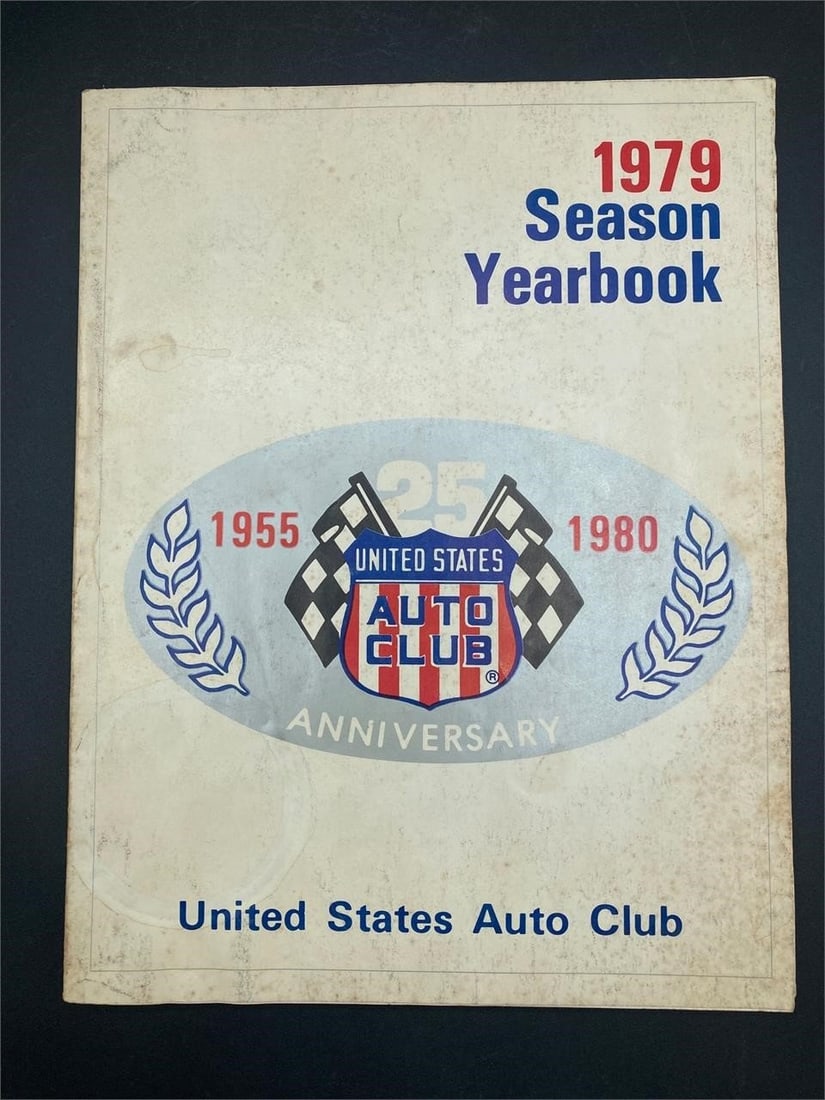 1979
Season
Yearbook
25
1955
1980
UNITED STATES
AUTO
CLUB
®
ANNIVERSARY
United States Auto Club